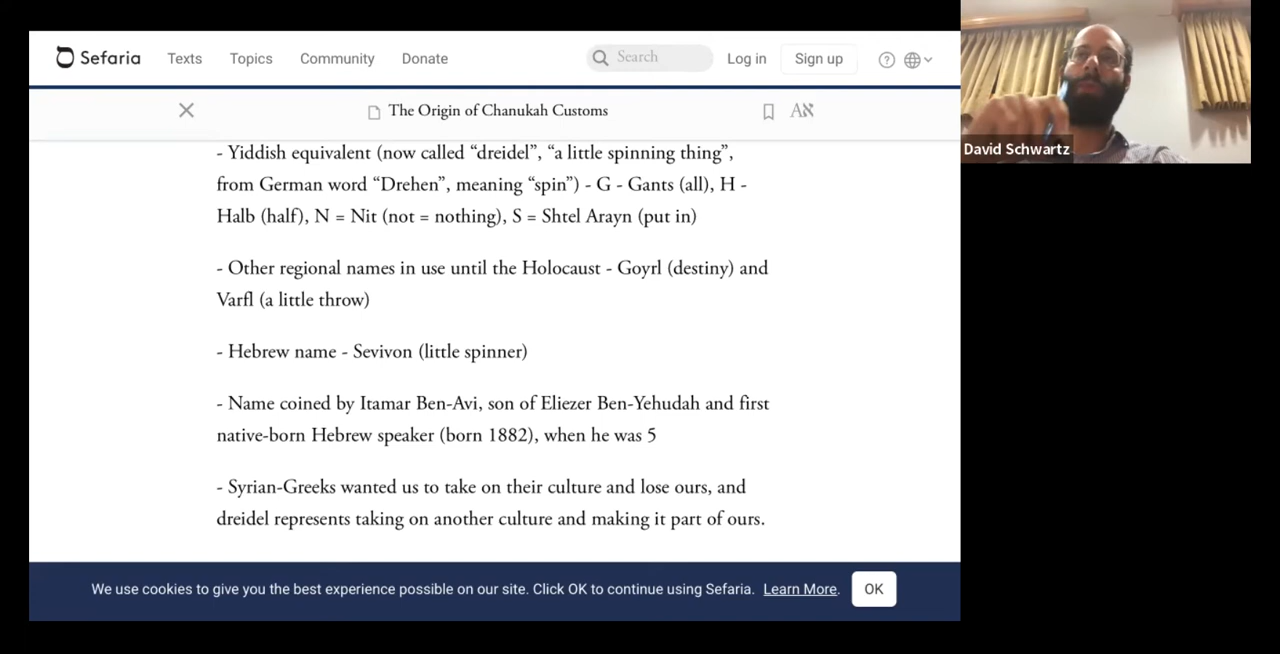 Sefaria Texts Topics Community Donate Search Log in Sign up
The Origin of Chanukah Customs Aא
- Yiddish equivalent (now called “dreidel”, “a little spinning thing”,
from German word “Drehen”, meaning “spin”) - G - Gants (all), H -
Halb (half), N = Nit (not = nothing), S = Shtel Arayn (put in)
- Other regional names in use until the Holocaust - Goyrl (destiny) and
Varfl (a little throw)
- Hebrew name - Sevivon (little spinner)
- Name coined by Itamar Ben-Avi, son of Eliezer Ben-Yehudah and first
native-born Hebrew speaker (born 1882), when he was 5
- Syrian-Greeks wanted us to take on their culture and lose ours, and
dreidel represents taking on another culture and making it part of ours.
We use cookies to give you the best experience possible on our site. Click OK to continue using Sefaria. Learn More. OK
David Schwartz